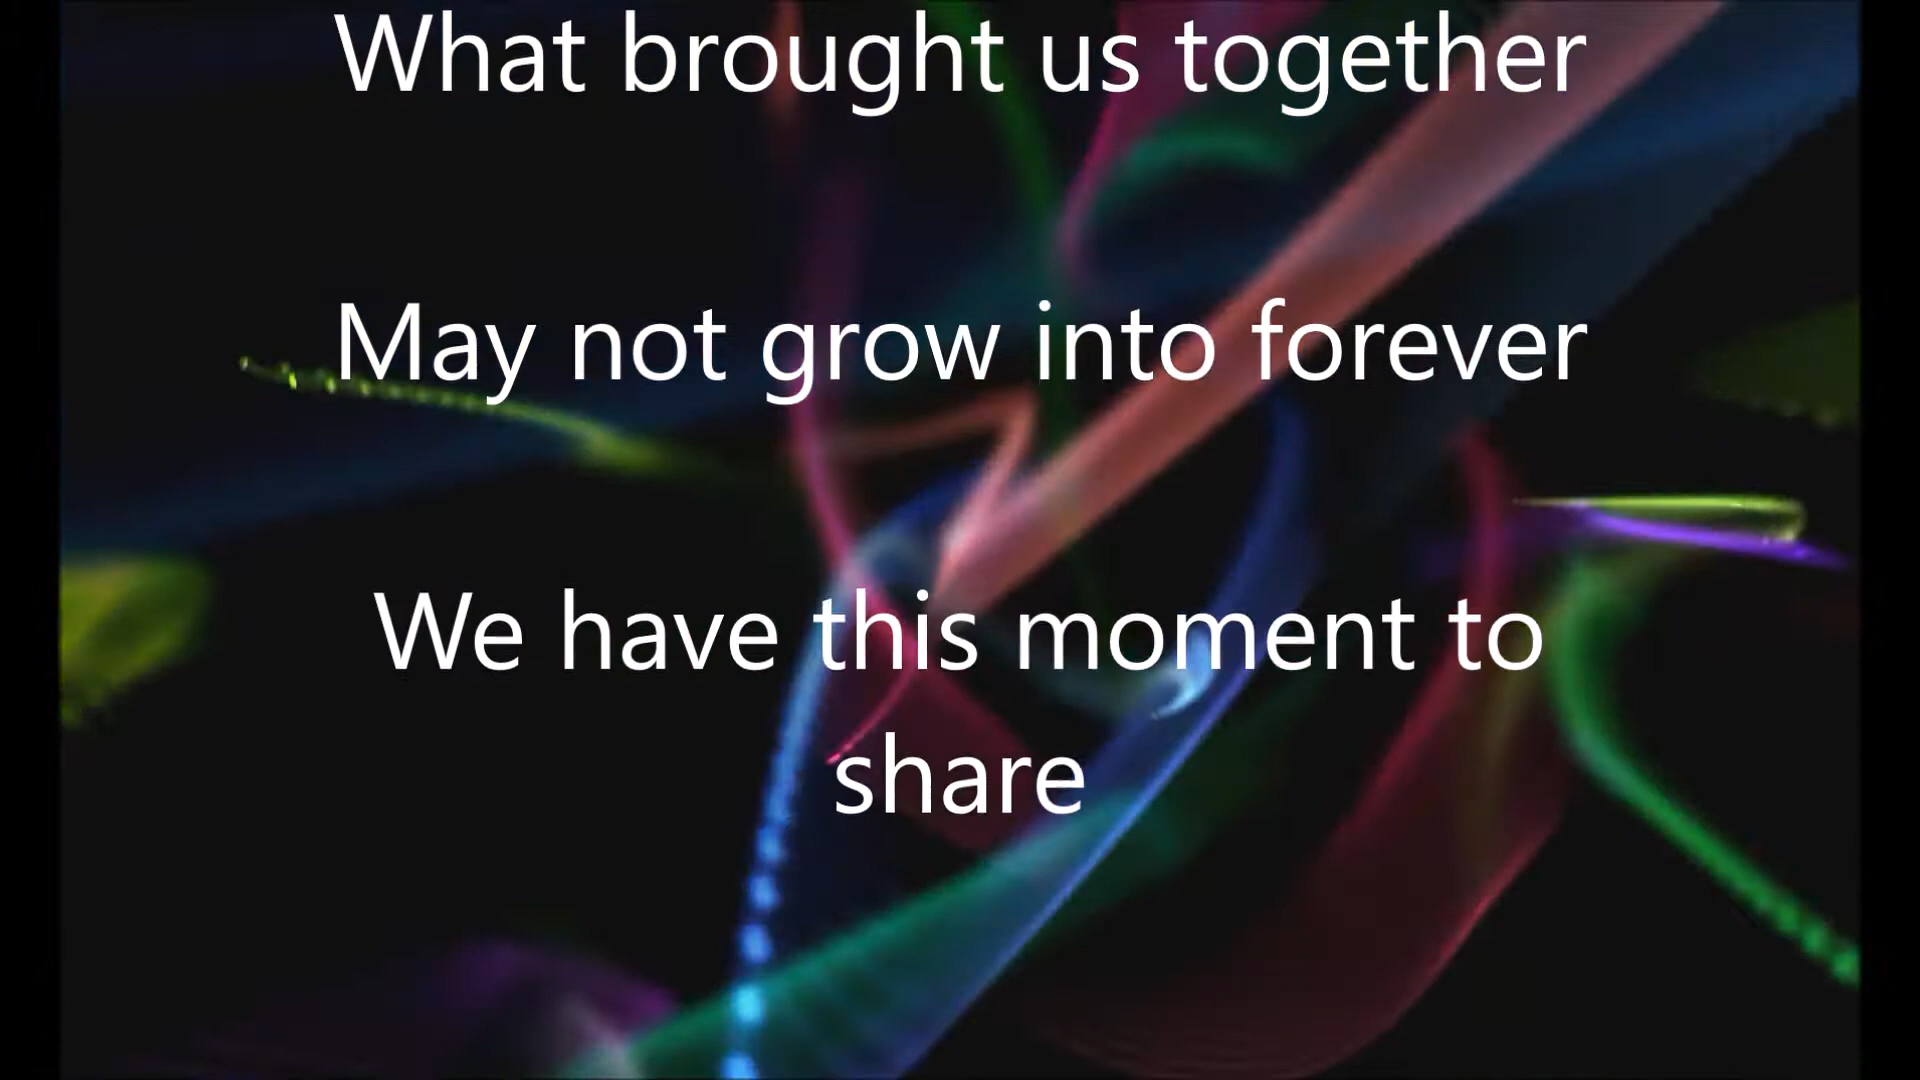 What brought us together
May not grow into forever
We have this moment to
share